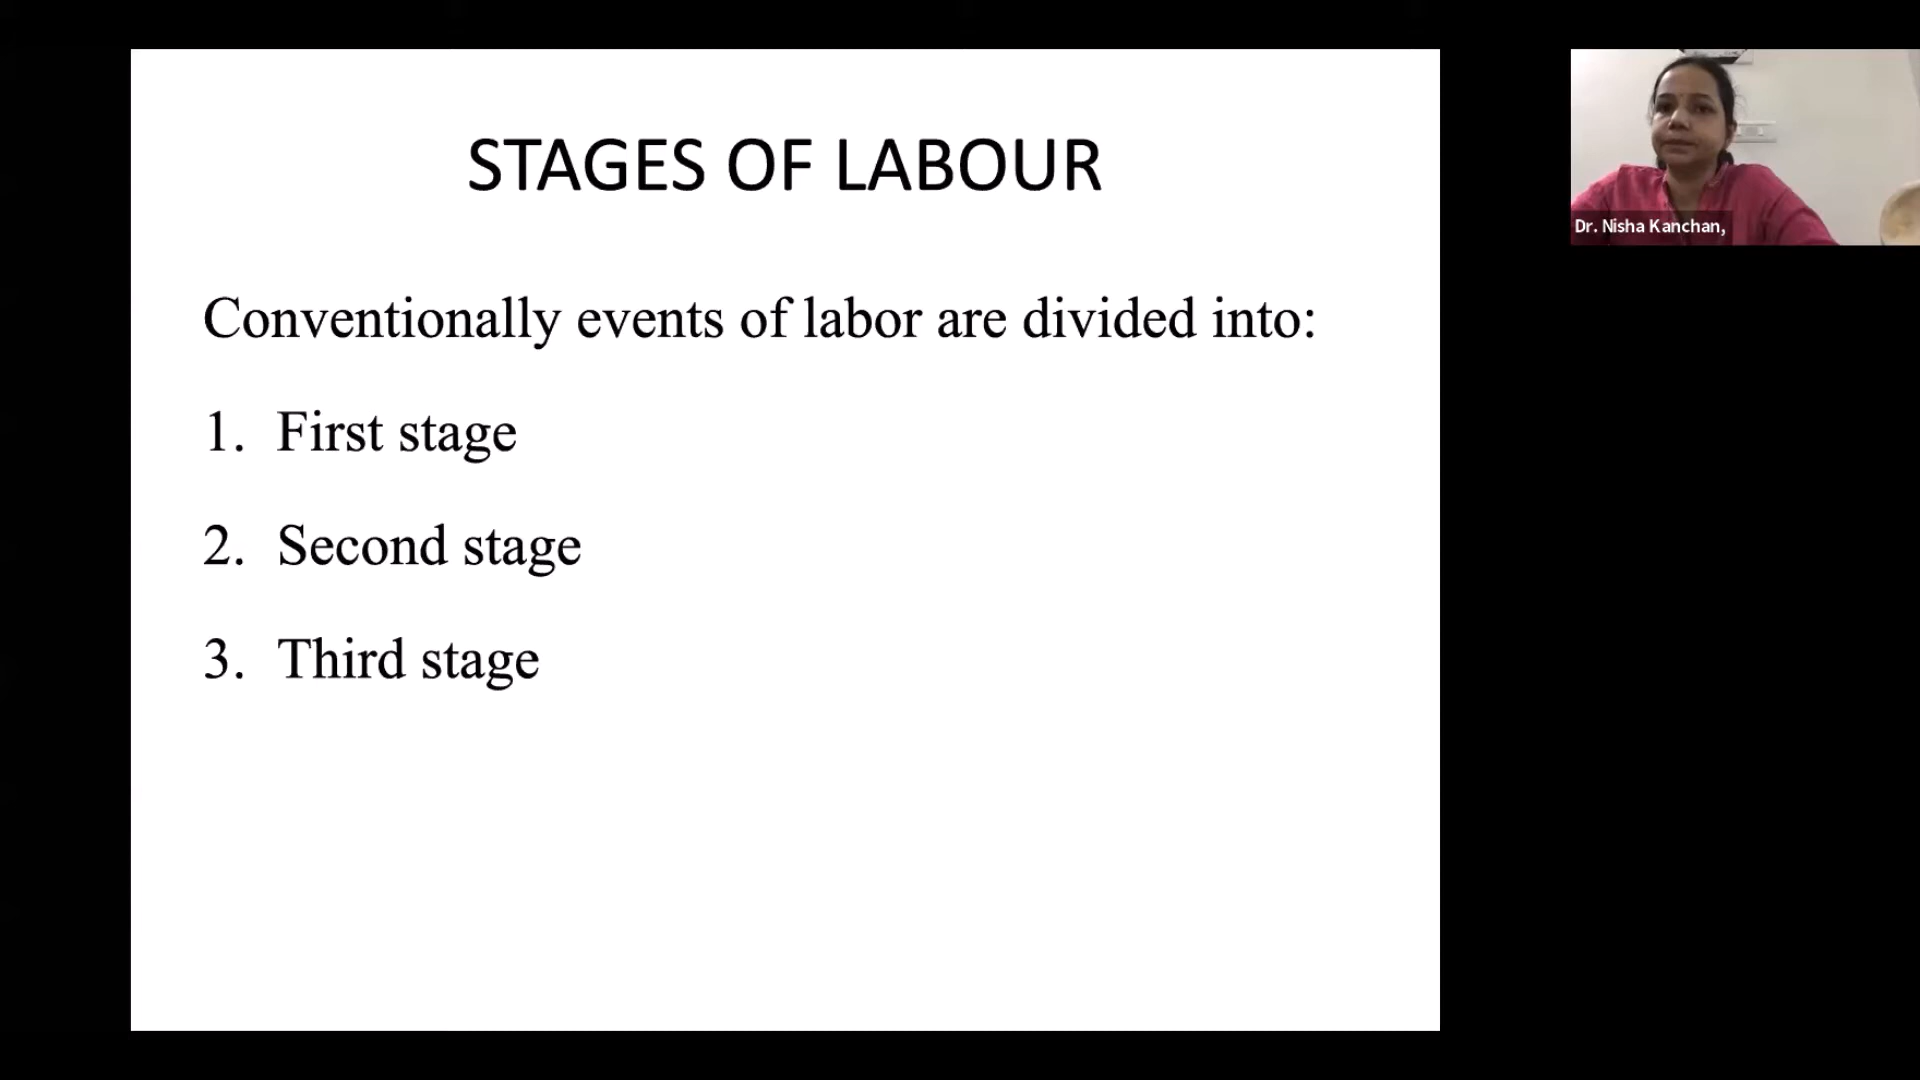 STAGES OF LABOUR
Dr. Nisha Kanchan,
Conventionally events of labor are divided into:
1. First stage
2. Second stage
3. Third stage